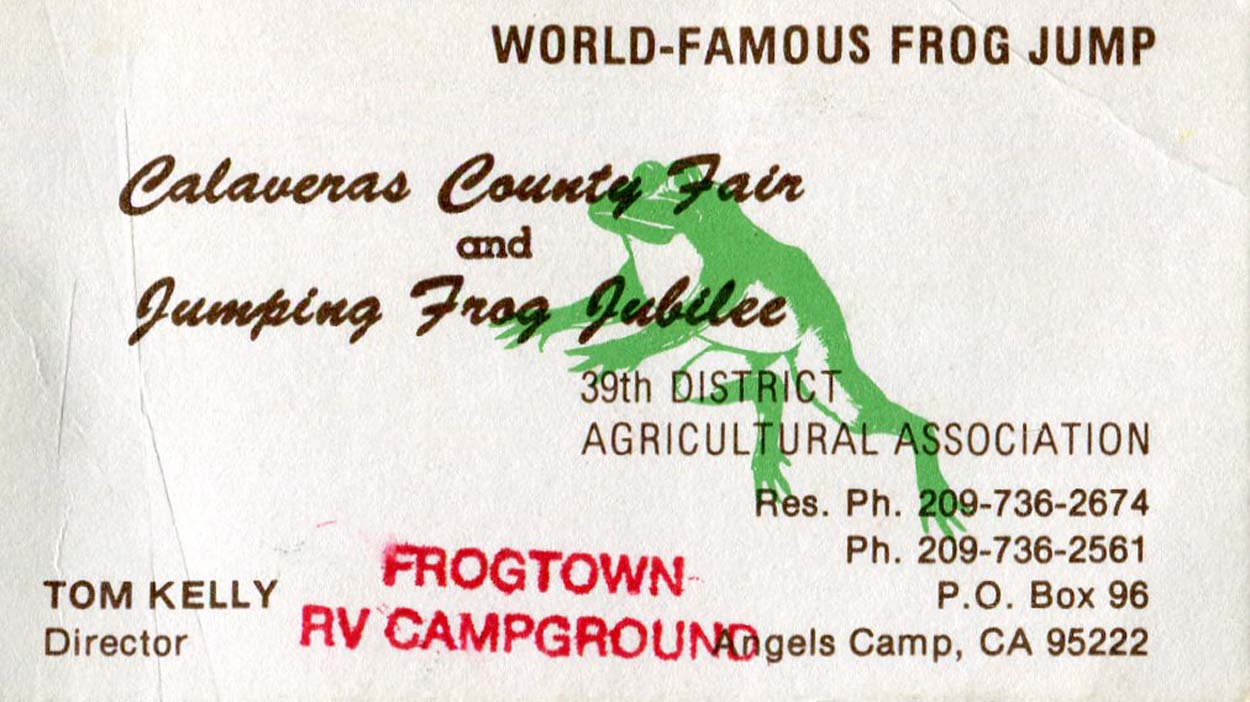 WORLD-FAMOUS FROG JUMP
Calaveras County Fair
and
Jumping Frog Jubilee
39th DISTRICT
AGRICULTURAL ASSOCIATION
Res. Ph. 209-736-2674
Ph. 209-736-2561
P.O. Box 96
Angels Camp, CA 95222
TOM KELLY
Director
FROGTOWN
RV CAMPGROUND